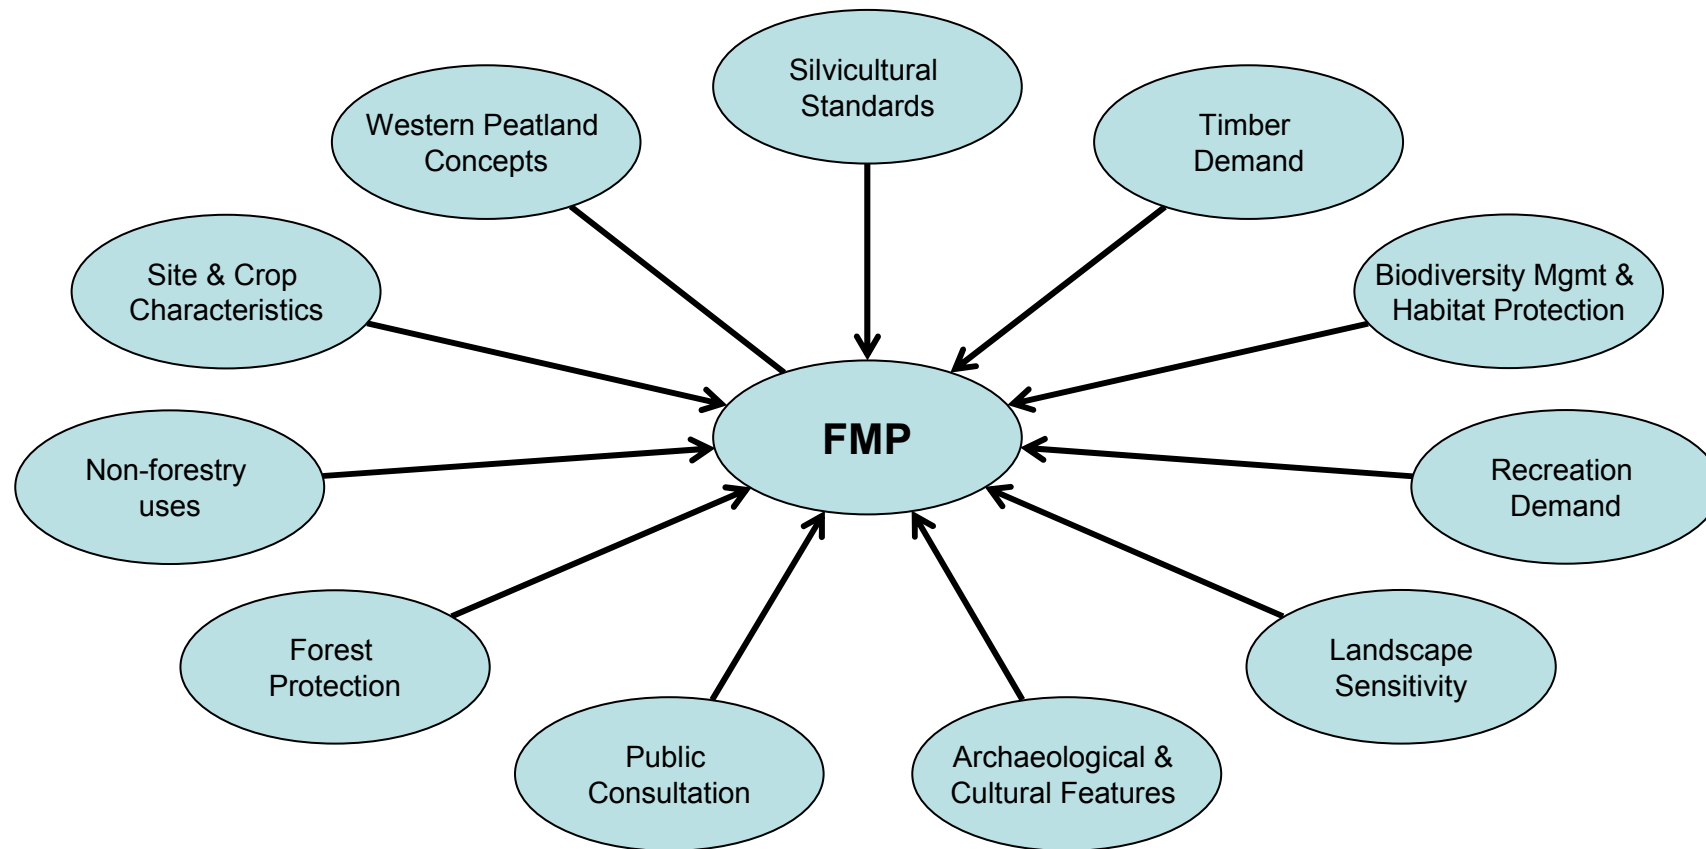 Silvicultural
Standards
Western Peatland
Concepts
Timber
Demand
Site & Crop
Characteristics
Biodiversity Mgmt &
Habitat Protection
FMP
Non-forestry
uses
Recreation
Demand
Forest
Protection
Landscape
Sensitivity
Public
Consultation
Archaeological &
Cultural Features